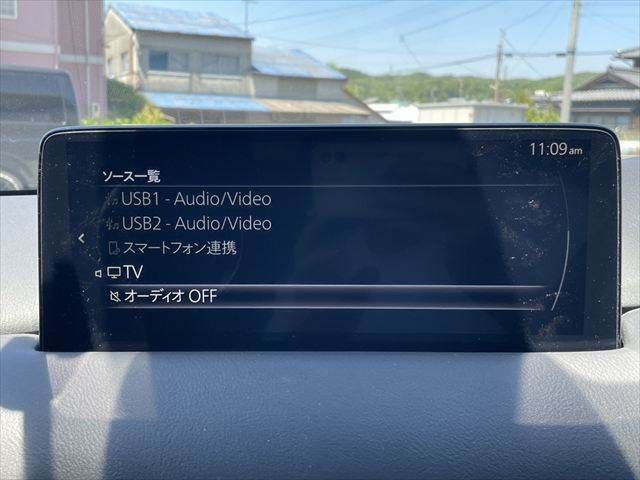 11:09am
ソース一覧
USB1 - Audio/Video
USB2 - Audio/Video
スマートフォン連携
TV
オーディオ OFF